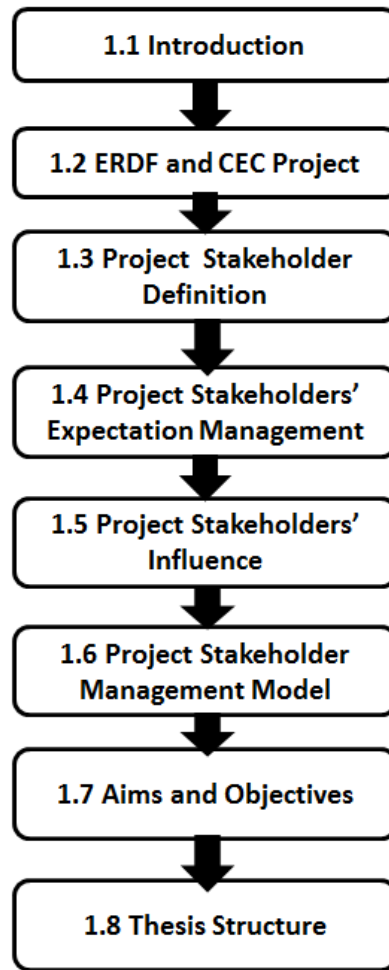 1.1 Introduction
1.2 ERDF and CEC Project
1.3 Project Stakeholder
Definition
1.4 Project Stakeholders’
Expectation Management
1.5 Project Stakeholders’
Influence
1.6 Project Stakeholder
Management Model
1.7 Aims and Objectives
1.8 Thesis Structure